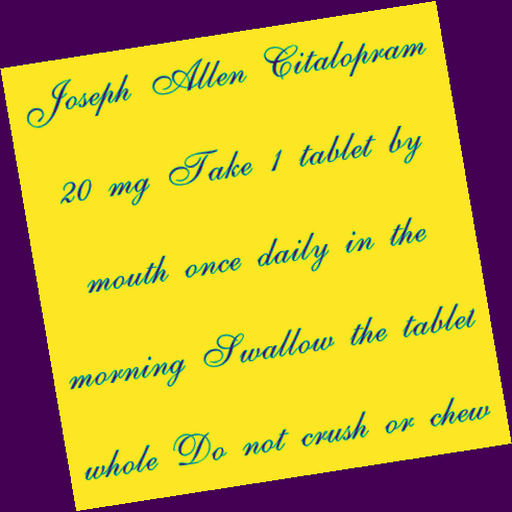 Joseph Allen Citalopram
20 mg Take 1 tablet by
mouth once daily in the
morning Swallow the tablet
whole Do not crush or chew